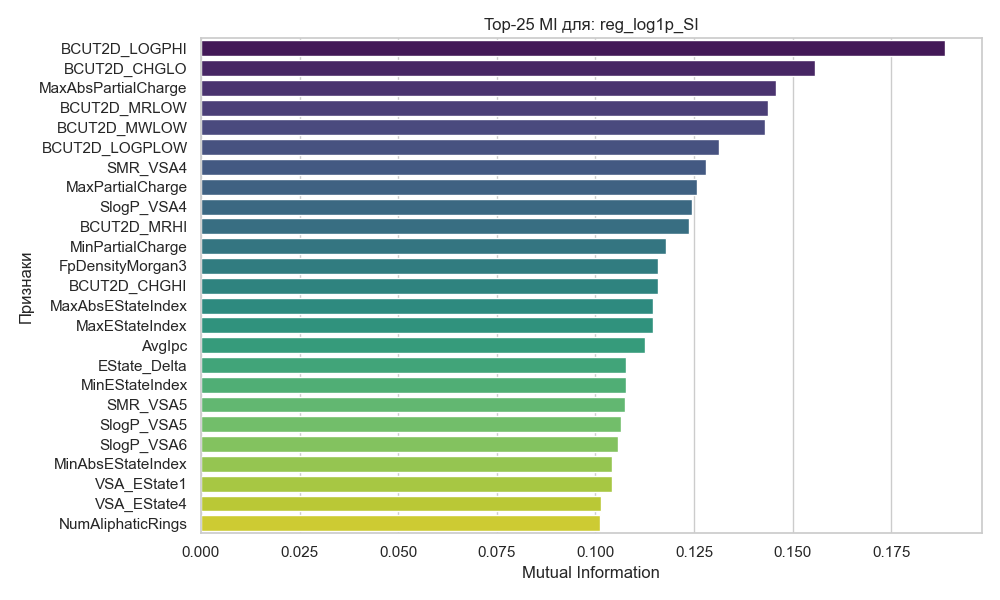 Top-25 MI для: reg_log1p_SI
Признаки
BCUT2D_LOGPHI
BCUT2D_CHGLO
MaxAbsPartialCharge
BCUT2D_MRLOW
BCUT2D_MWLOW
BCUT2D_LOGPLOW
SMR_VSA4
MaxPartialCharge
SlogP_VSA4
BCUT2D_MRHI
MinPartialCharge
FpDensityMorgan3
BCUT2D_CHGHI
MaxAbsEStateIndex
MaxEStateIndex
AvgIpc
EState_Delta
MinEStateIndex
SMR_VSA5
SlogP_VSA5
SlogP_VSA6
MinAbsEStateIndex
VSA_EState1
VSA_EState4
NumAliphaticRings
0.000 0.025 0.050 0.075 0.100 0.125 0.150 0.175
Mutual Information